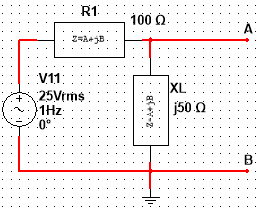 R1
100 Ω
Z=A+jB
A
V11
25Vrms
1Hz
0°
Z=A+jB
XL
j50 Ω
B